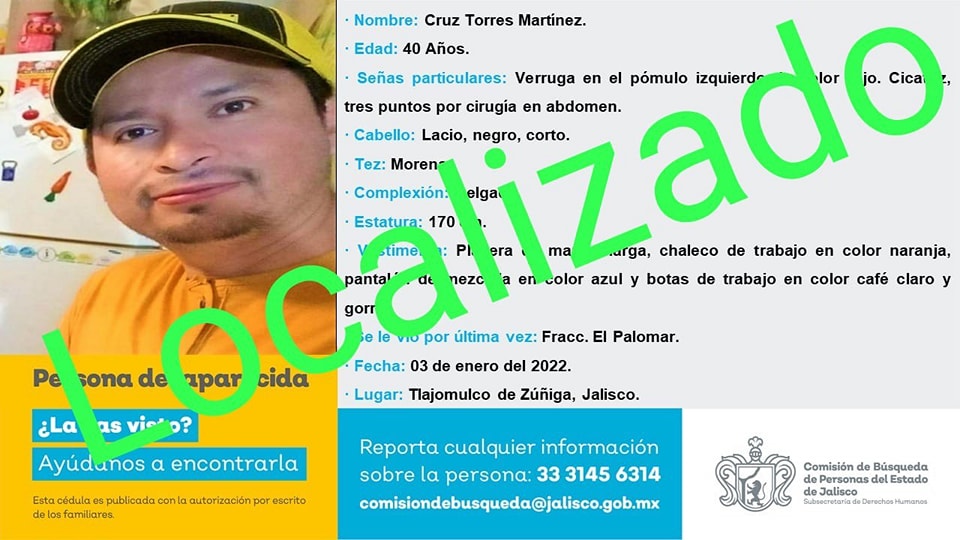 · Nombre: Cruz Torres Martínez.
· Edad: 40 Años.
· Señas particulares: Verruga en el pómulo izquierdo color rojo. Cicatriz,
tres puntos por cirugía en abdomen.
· Cabello: Lacio, negro, corto.
· Tez: Morena
· Complexión: Delgada
· Estatura: 170 cm.
· Vestimenta: Playera manga larga, chaleco de trabajo en color naranja,
pantalón de mezclilla en color azul y botas de trabajo en color café claro y
gorra
· Se le vio por última vez: Fracc. El Palomar.
· Fecha: 03 de enero del 2022.
· Lugar: Tlajomulco de Zúñiga, Jalisco.
Localizado
Persona desaparecida
¿La has visto?
Ayúdanos a encontrarla
Esta cédula es publicada con la autorización por escrito
de los familiares.
Reporta cualquier información
sobre la persona: 33 3145 6314
comisiondebusqueda@jalisco.gob.mx
Comisión de Búsqueda
de Personas del Estado
de Jalisco
Subsecretaría de Derechos Humanos